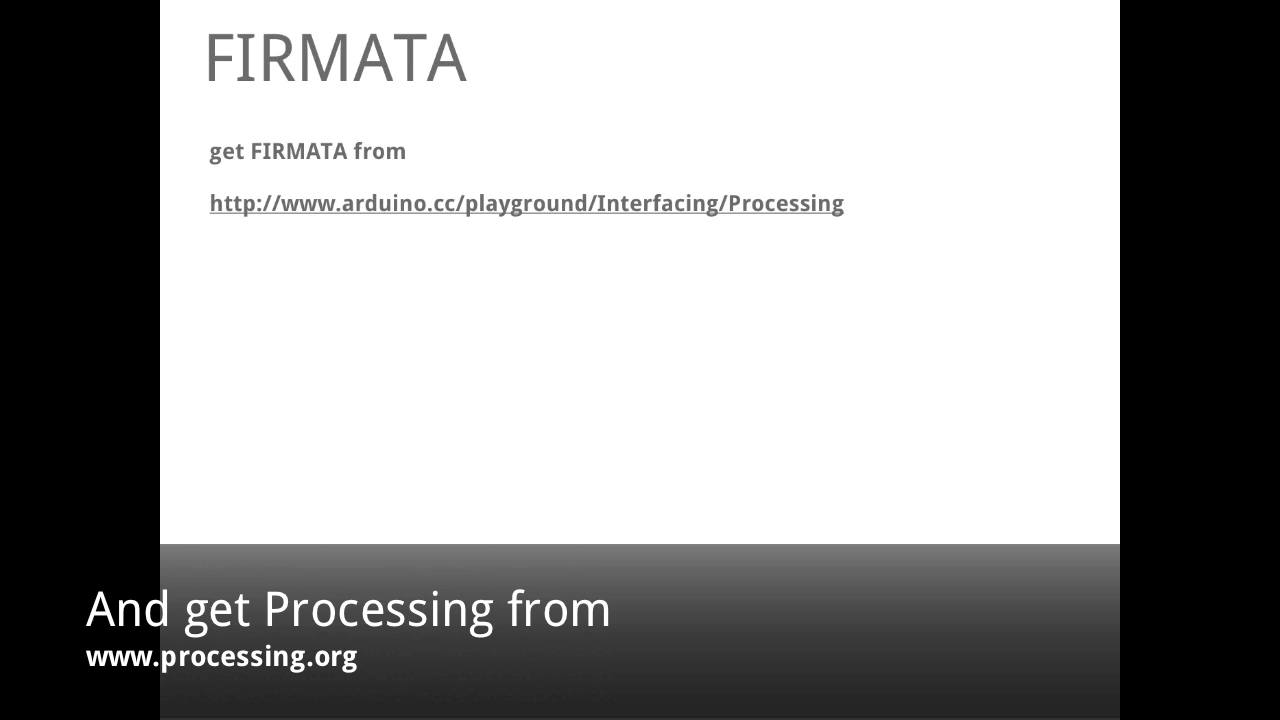 FIRMATA
get FIRMATA from
http://www.arduino.cc/playground/Interfacing/Processing
And get Processing from
www.processing.org